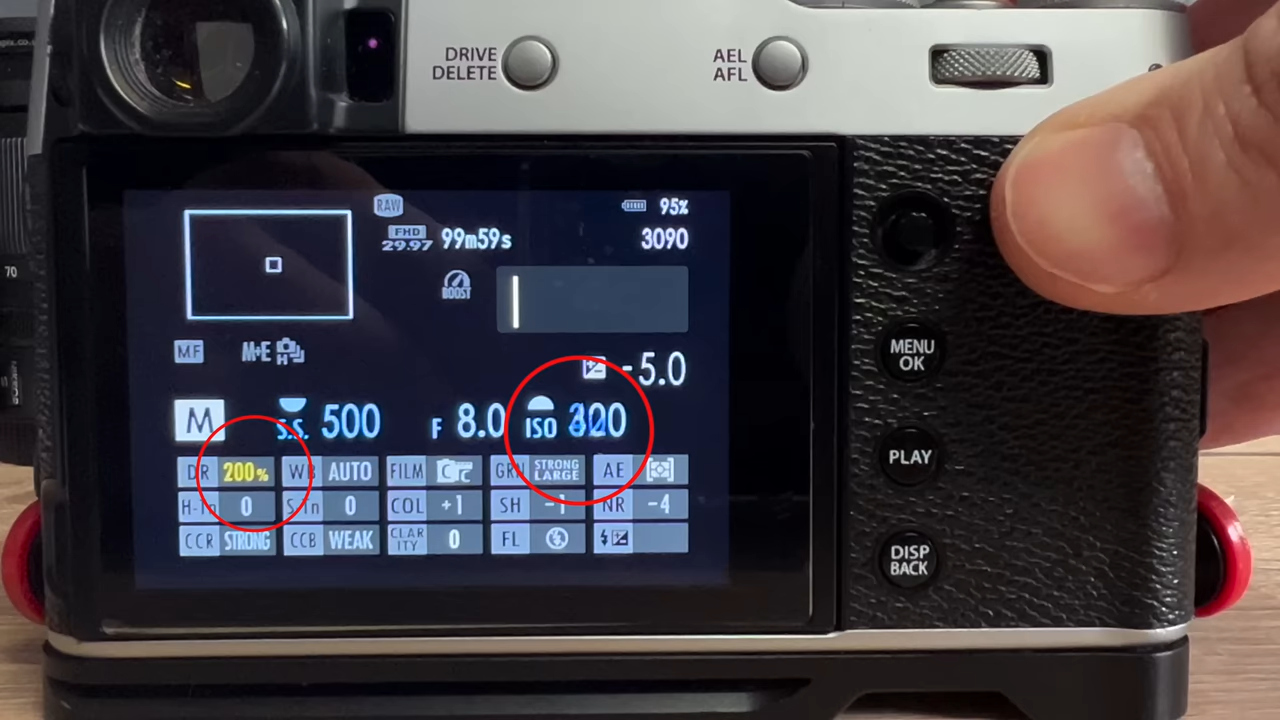 DRIVE
DELETE
AEL
AFL
RAW
95%
FHD
29.97
99m59s
3090
BOOST
MF
M+E
H
-5.0
M
S.S. 500
F 8.0
ISO
DR 200%
WB AUTO
FILM
GRN STRONG LARGE
AE
H-Tn 0
S-Tn 0
COL +1
SH -1
NR -4
CCR STRONG
CCB WEAK
CLAR
ITY 0
FL
MENU
OK
PLAY
DISP
BACK
70